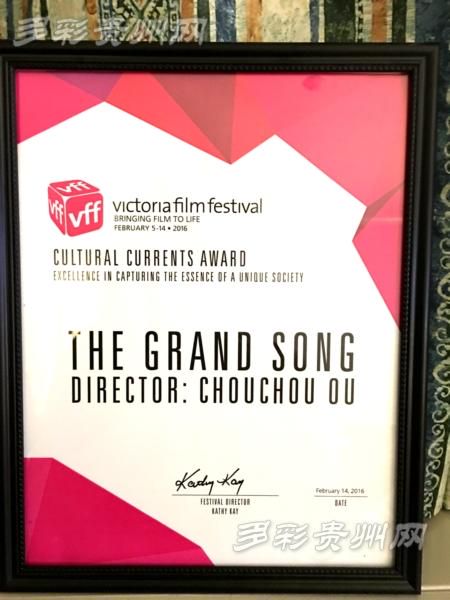 多彩贵州网
vff
vff
vff
victoria film festival
BRINGING FILM TO LIFE
FEBRUARY 5-14 • 2016
CULTURAL CURRENTS AWARD
EXCELLENCE IN CAPTURING THE ESSENCE OF A UNIQUE SOCIETY
THE GRAND SONG
DIRECTOR: CHOUCHOU OU
Kathy Kay
FESTIVAL DIRECTOR
KATHY KAY
February 14, 2016
DATE
多彩贵州网